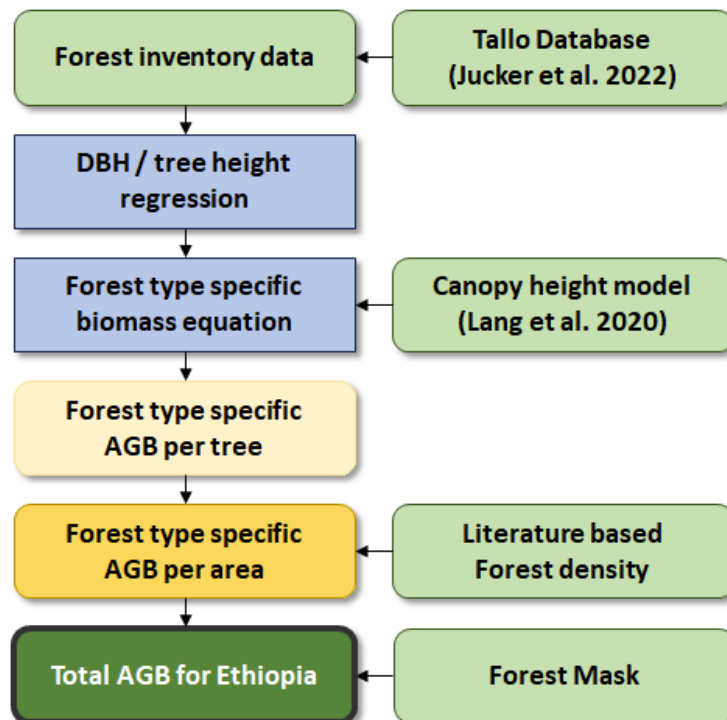 Forest inventory data
Tallo Database
(Jucker et al. 2022)
DBH / tree height
regression
Forest type specific
biomass equation
Canopy height model
(Lang et al. 2020)
Forest type specific
AGB per tree
Forest type specific
AGB per area
Literature based
Forest density
Total AGB for Ethiopia
Forest Mask